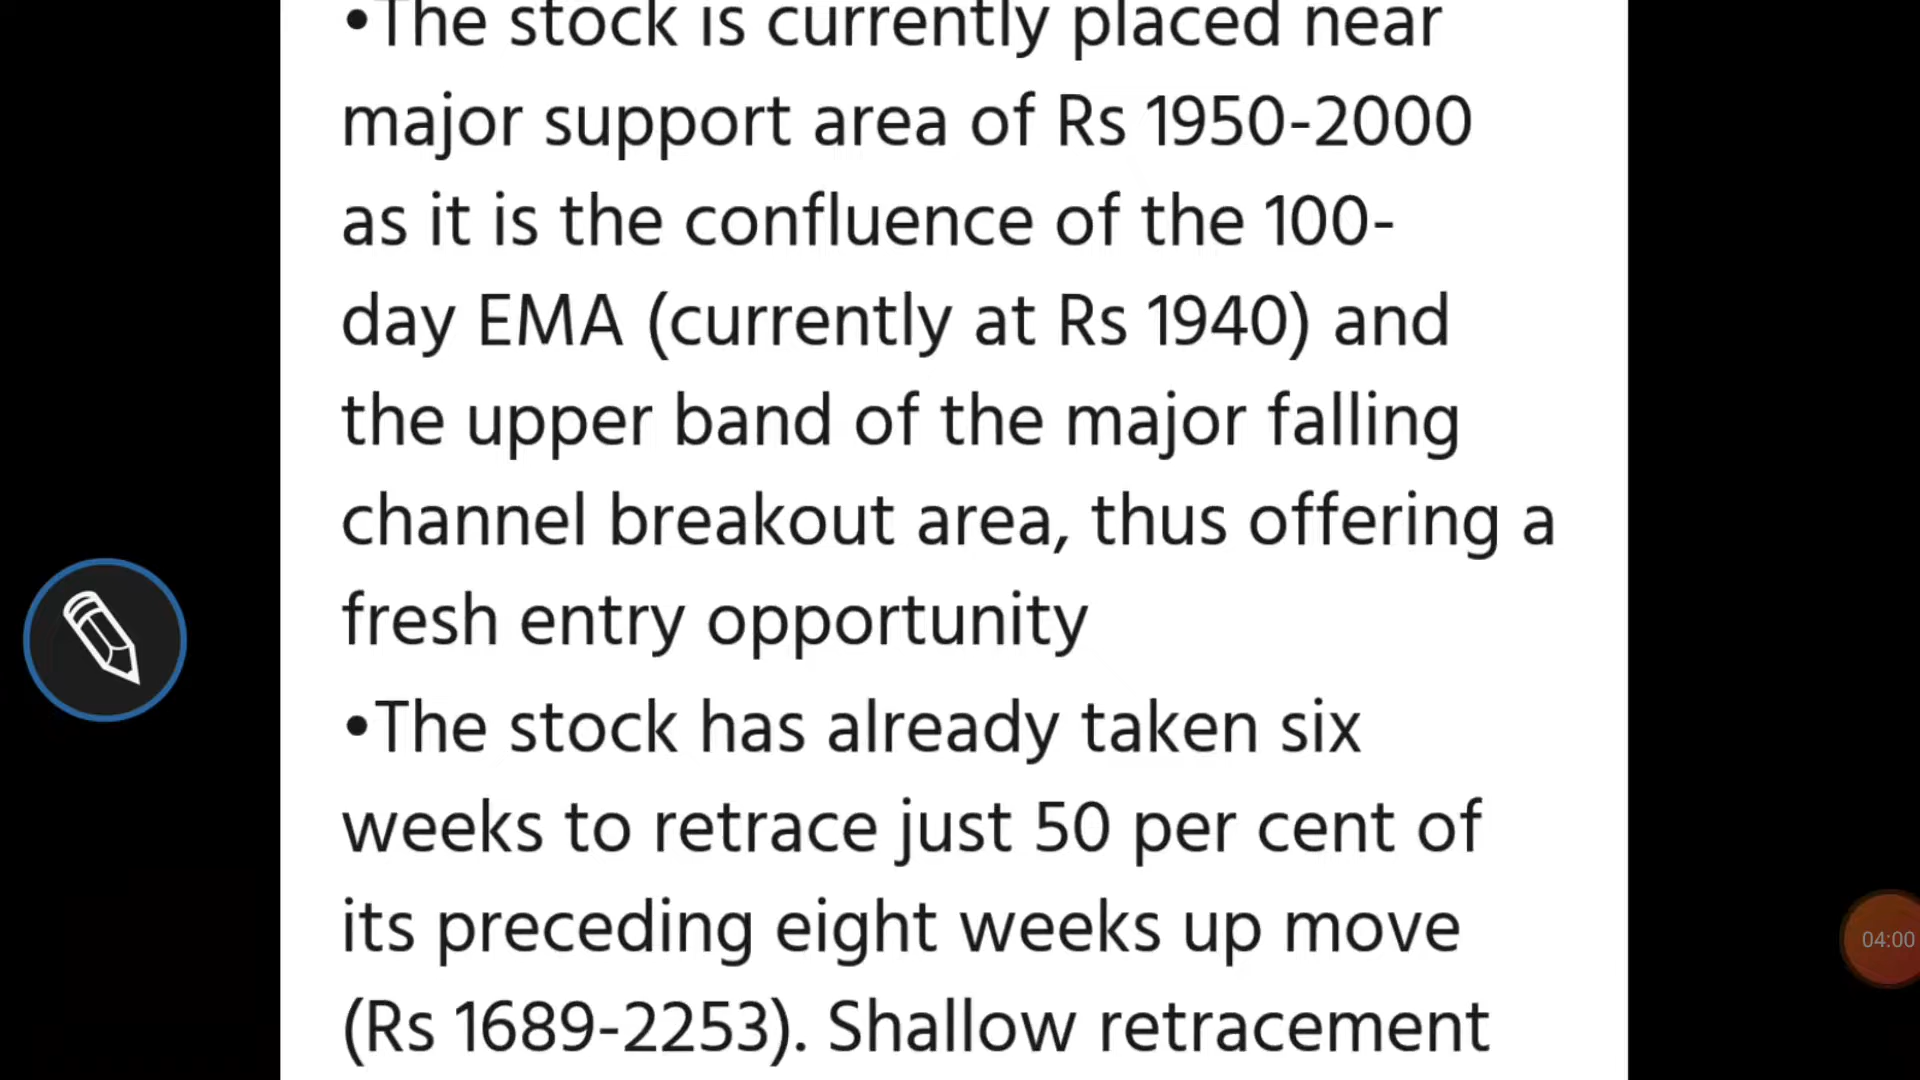 •The stock is currently placed near
major support area of Rs 1950-2000
as it is the confluence of the 100-
day EMA (currently at Rs 1940) and
the upper band of the major falling
channel breakout area, thus offering a
fresh entry opportunity
•The stock has already taken six
weeks to retrace just 50 per cent of
its preceding eight weeks up move
(Rs 1689-2253). Shallow retracement
04:00